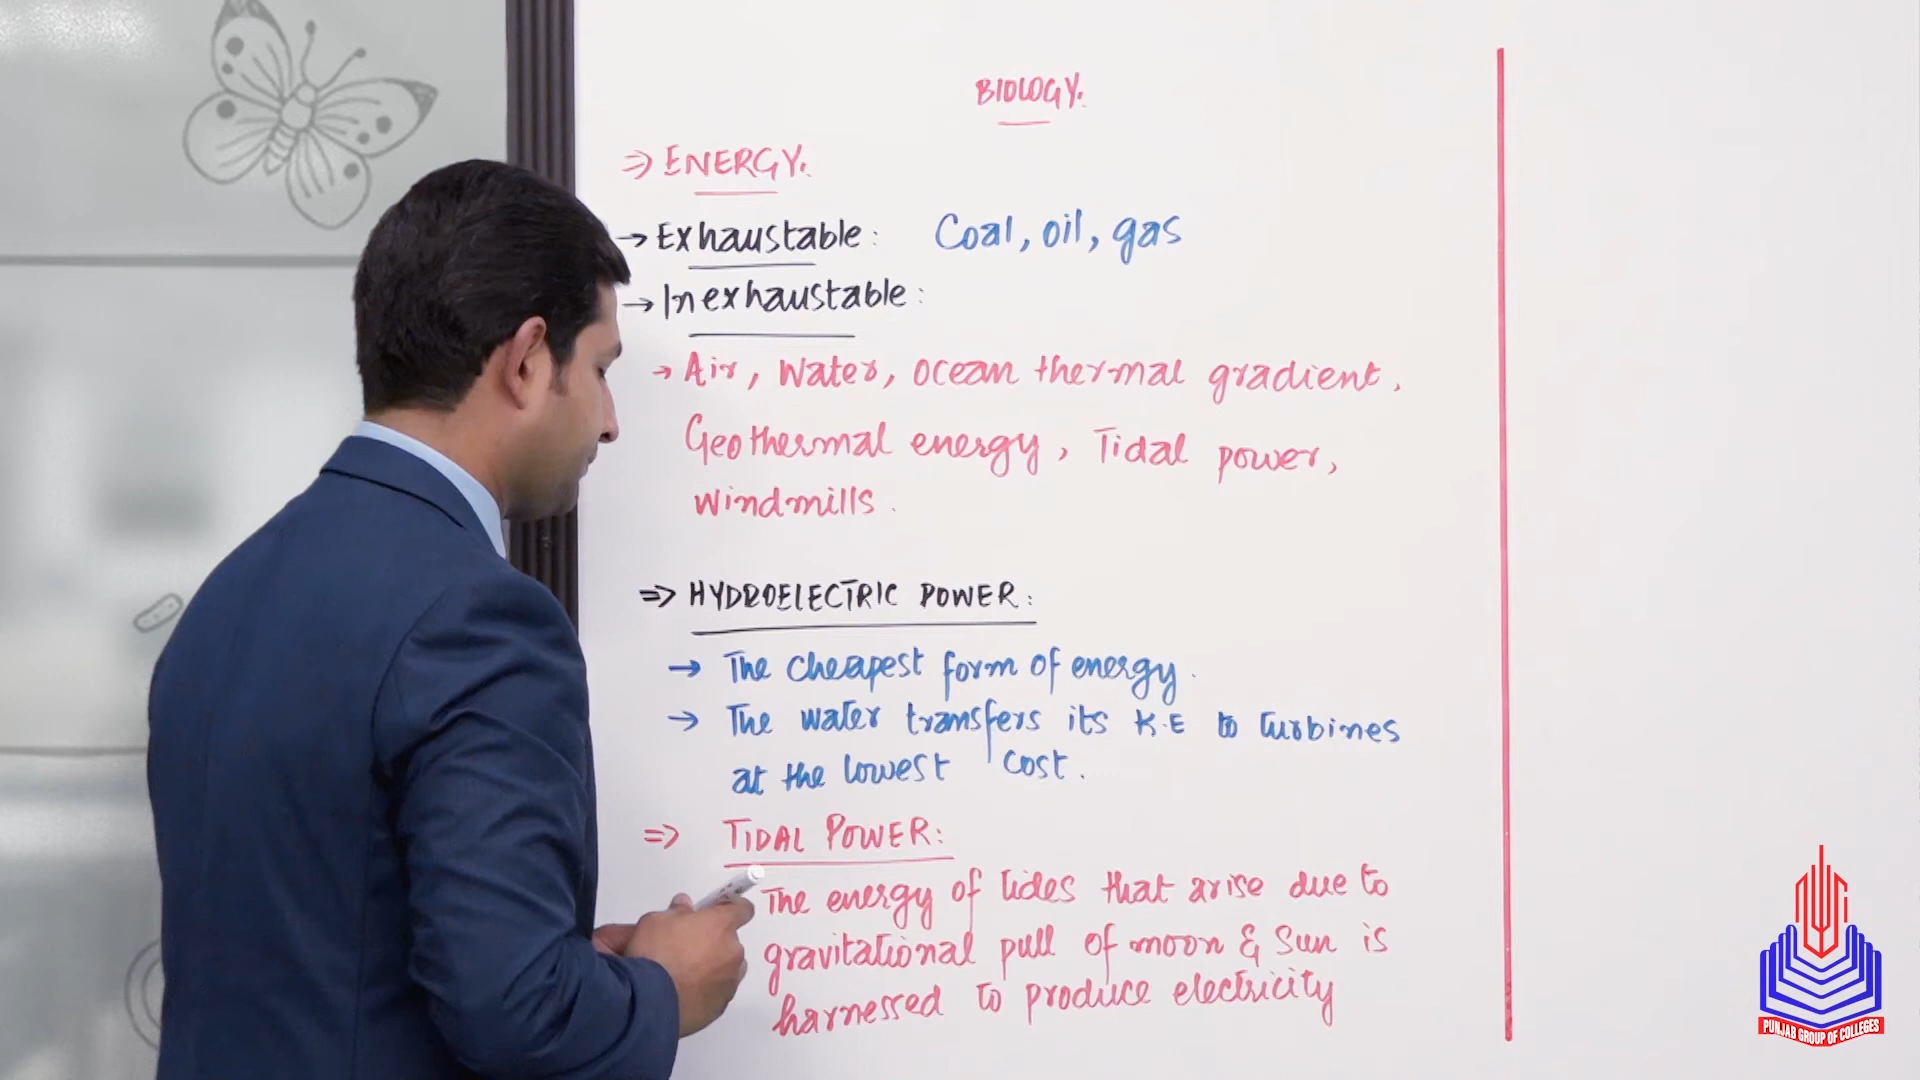 BIOLOGY.
⇒ ENERGY.
→ Exhaustable: Coal, oil, gas
→ Inexhaustable:
→ Air, Water, ocean thermal gradient,
Geothermal energy, Tidal power,
windmills.
⇒ HYDROELECTRIC POWER:
→ The cheapest form of energy.
→ The water transfers its K.E to turbines
at the lowest cost.
⇒ TIDAL POWER:
The energy of tides that arise due to
gravitational pull of moon & Sun is
harnessed to produce electricity
PUNJAB GROUP OF COLLEGES